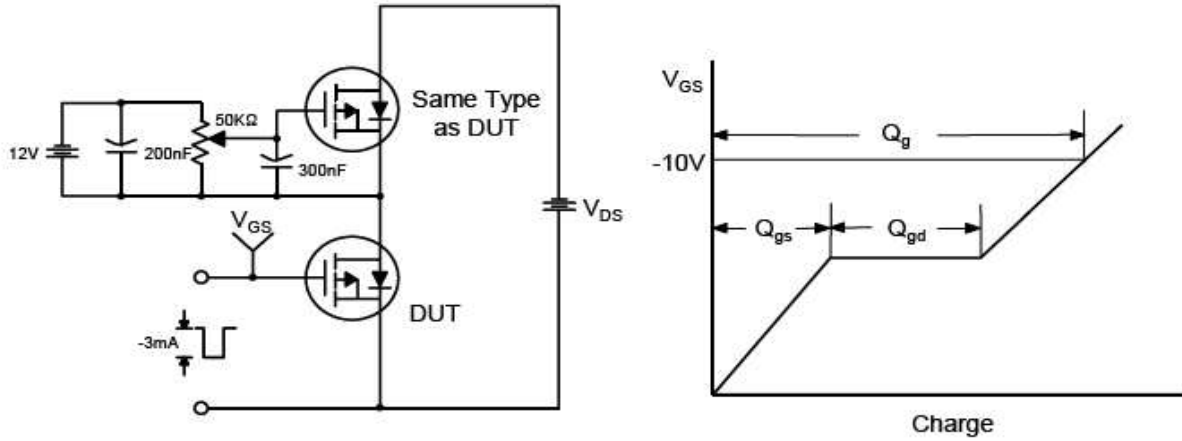 Same Type
as DUT
50KΩ
12V
200nF
300nF
V_GS
V_DS
DUT
-3mA
V_GS
Q_g
-10V
Q_gs
Q_gd
Charge